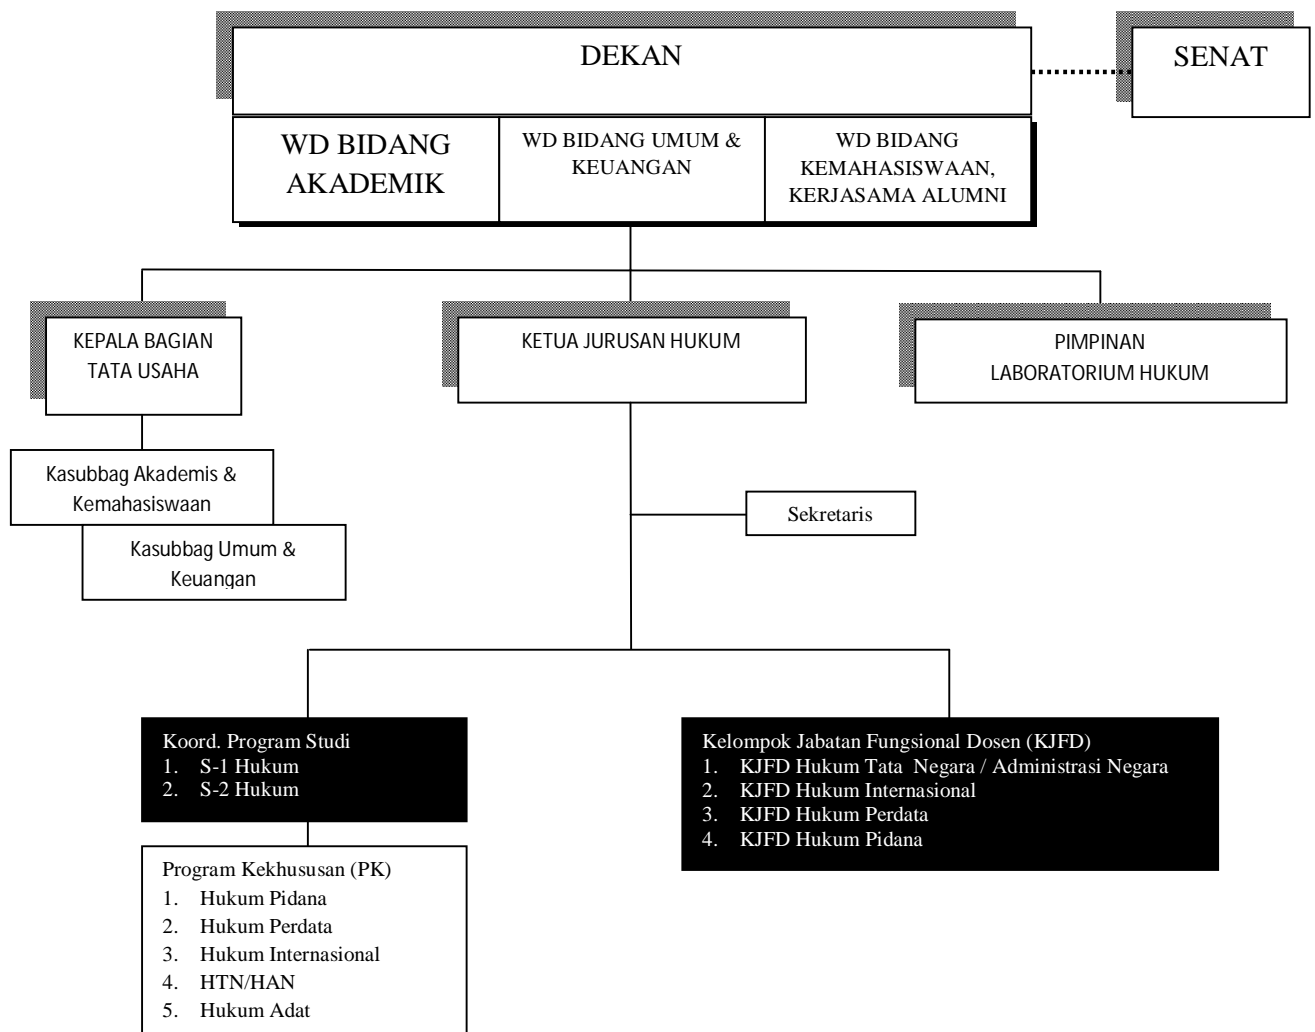 DEKAN
SENAT
WD BIDANG
AKADEMIK
WD BIDANG UMUM &
KEUANGAN
WD BIDANG
KEMAHASISWAAN,
KERJASAMA ALUMNI
KEPALA BAGIAN
TATA USAHA
KETUA JURUSAN HUKUM
PIMPINAN
LABORATORIUM HUKUM
Kasubbag Akademis &
Kemahasiswaan
Kasubbag Umum &
Keuangan
Sekretaris
Koord. Program Studi
1. S-1 Hukum
2. S-2 Hukum
Kelompok Jabatan Fungsional Dosen (KJFD)
1. KJFD Hukum Tata Negara / Administrasi Negara
2. KJFD Hukum Internasional
3. KJFD Hukum Perdata
4. KJFD Hukum Pidana
Program Kekhususan (PK)
1. Hukum Pidana
2. Hukum Perdata
3. Hukum Internasional
4. HTN/HAN
5. Hukum Adat